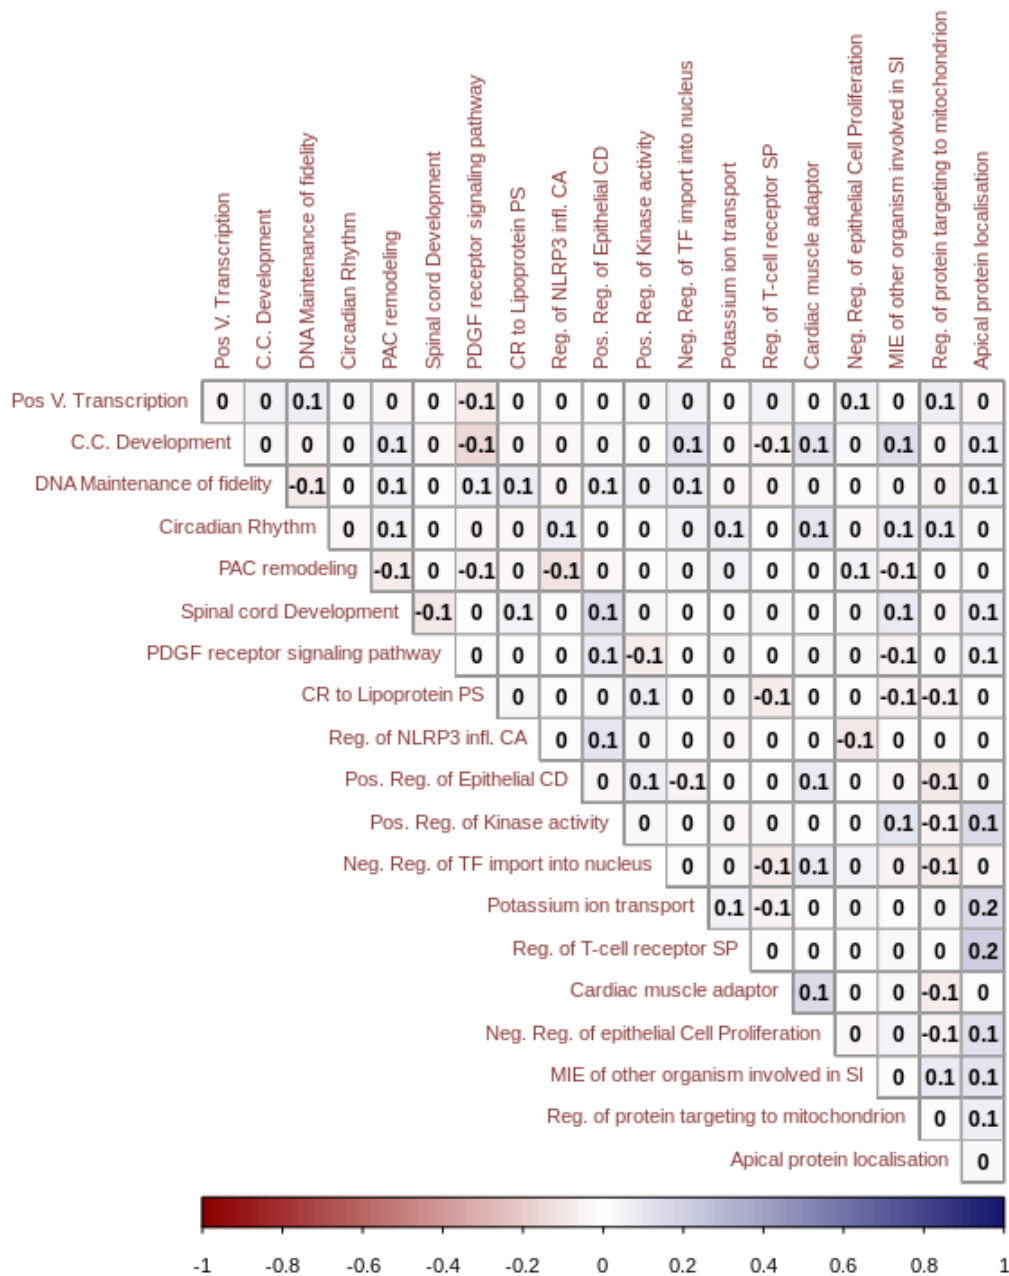 Pos V. Transcription
C.C. Development
DNA Maintenance of fidelity
Circadian Rhythm
PAC remodeling
Spinal cord Development
PDGF receptor signaling pathway
CR to Lipoprotein PS
Reg. of NLRP3 infl. CA
Pos. Reg. of Epithelial CD
Pos. Reg. of Kinase activity
Neg. Reg. of TF import into nucleus
Potassium ion transport
Reg. of T-cell receptor SP
Cardiac muscle adaptor
Neg. Reg. of epithelial Cell Proliferation
MIE of other organism involved in SI
Reg. of protein targeting to mitochondrion
Apical protein localisation
Pos V. Transcription 0 0 0.1 0 0 0 -0.1 0 0 0 0 0 0 0 0 0.1 0 0.1 0
C.C. Development 0 0 0 0.1 0 -0.1 0 0 0 0 0.1 0 -0.1 0.1 0 0.1 0 0.1
DNA Maintenance of fidelity -0.1 0 0.1 0 0.1 0.1 0 0.1 0 0.1 0 0 0 0 0 0 0.1
Circadian Rhythm 0 0.1 0 0 0 0.1 0 0 0 0.1 0 0.1 0 0.1 0.1 0
PAC remodeling -0.1 0 -0.1 0 -0.1 0 0 0 0 0 0 0.1 -0.1 0 0
Spinal cord Development -0.1 0 0.1 0 0.1 0 0 0 0 0 0 0.1 0 0.1
PDGF receptor signaling pathway 0 0 0 0.1 -0.1 0 0 0 0 0 -0.1 0 0.1
CR to Lipoprotein PS 0 0 0 0.1 0 0 -0.1 0 0 -0.1 -0.1 0
Reg. of NLRP3 infl. CA 0 0.1 0 0 0 0 0 -0.1 0 0 0
Pos. Reg. of Epithelial CD 0 0.1 -0.1 0 0 0.1 0 0 -0.1 0
Pos. Reg. of Kinase activity 0 0 0 0 0 0 0.1 -0.1 0.1
Neg. Reg. of TF import into nucleus 0 0 -0.1 0.1 0 0 -0.1 0
Potassium ion transport 0.1 -0.1 0 0 0 0 0.2
Reg. of T-cell receptor SP 0 0 0 0 0 0.2
Cardiac muscle adaptor 0.1 0 0 -0.1 0
Neg. Reg. of epithelial Cell Proliferation 0 0 -0.1 0.1
MIE of other organism involved in SI 0 0.1 0.1
Reg. of protein targeting to mitochondrion 0 0.1
Apical protein localisation 0
-1 -0.8 -0.6 -0.4 -0.2 0 0.2 0.4 0.6 0.8 1